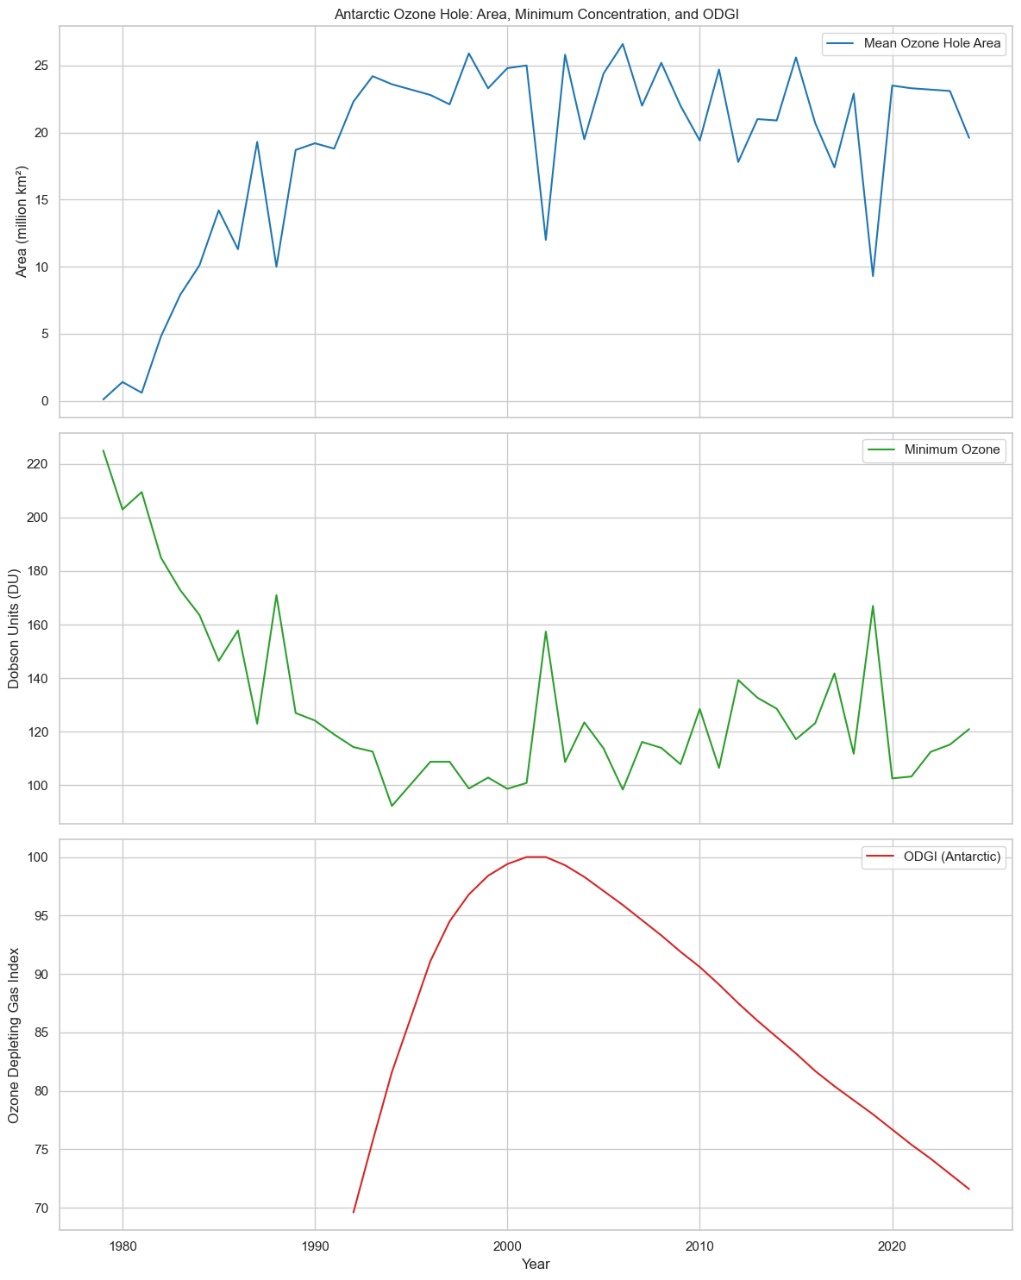 Antarctic Ozone Hole: Area, Minimum Concentration, and ODGI
Mean Ozone Hole Area
Area (million km²)
25
20
15
10
5
0
Minimum Ozone
Dobson Units (DU)
220
200
180
160
140
120
100
ODGI (Antarctic)
Ozone Depleting Gas Index
100
95
90
85
80
75
70
1980 1990 2000 2010 2020
Year